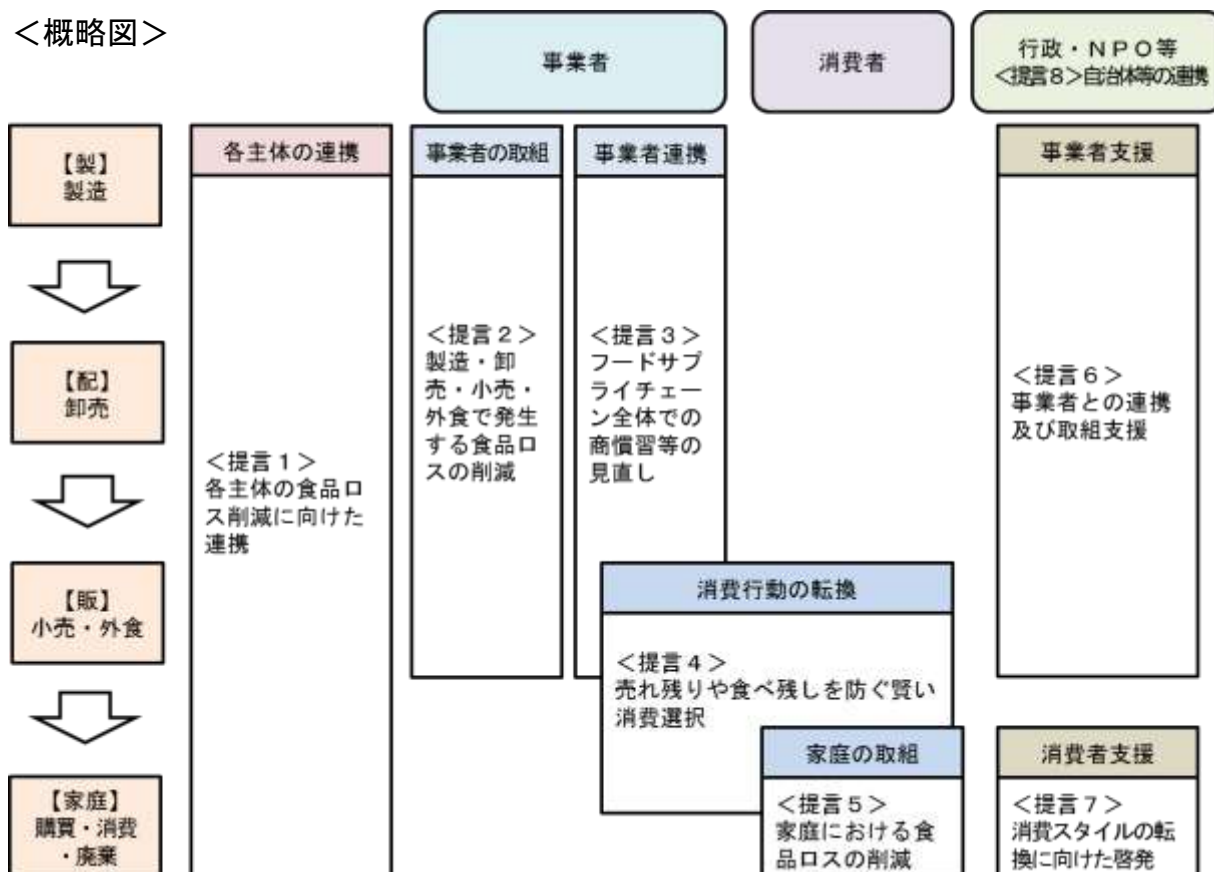 ＜概略図＞
事業者
消費者
行政・ＮＰＯ等
＜提言８＞自治体等の連携
【製】
製造
【配】
卸売
【販】
小売・外食
【家庭】
購買・消費
・廃棄
各主体の連携
＜提言１＞
各主体の食品ロ
ス削減に向けた
連携
事業者の取組
＜提言２＞
製造・卸
売・小売・
外食で発生
する食品ロ
スの削減
事業者連携
＜提言３＞
フードサプ
ライチェー
ン全体での
商慣習等の
見直し
消費行動の転換
＜提言４＞
売れ残りや食べ残しを防ぐ賢い
消費選択
家庭の取組
＜提言５＞
家庭における食
品ロスの削減
事業者支援
＜提言６＞
事業者との連携
及び取組支援
消費者支援
＜提言７＞
消費スタイルの転
換に向けた啓発